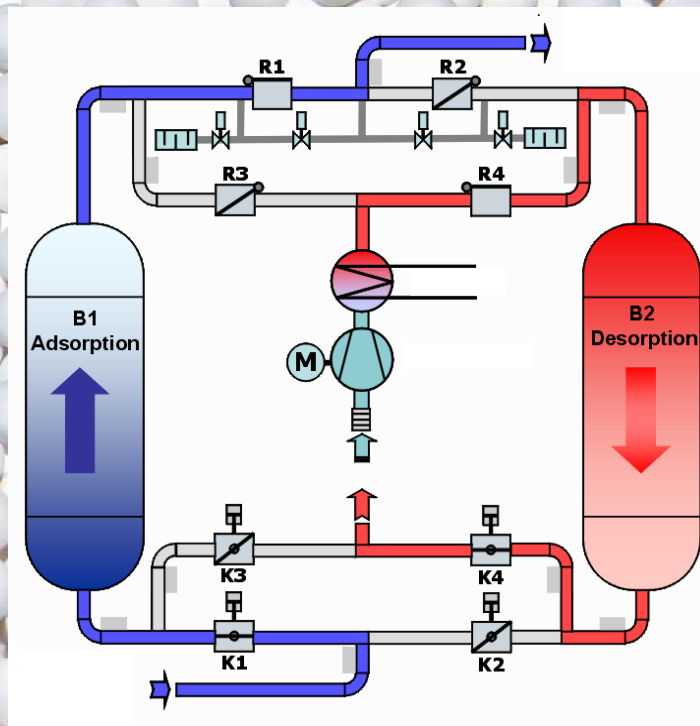 R1
R2
R3
R4
B1
Adsorption
B2
Desorption
M
K3
K4
K1
K2